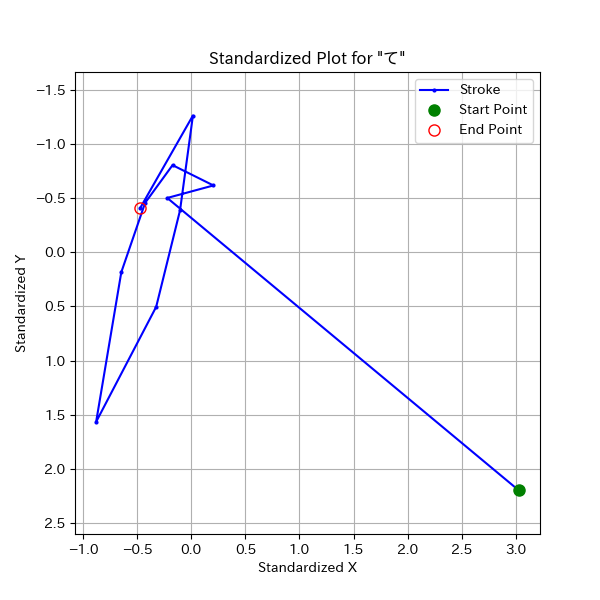 Standardized Plot for "て"
Stroke
Start Point
End Point
−1.5
−1.0
−0.5
0.0
0.5
1.0
1.5
2.0
2.5
Standardized Y
−1.0 −0.5 0.0 0.5 1.0 1.5 2.0 2.5 3.0
Standardized X